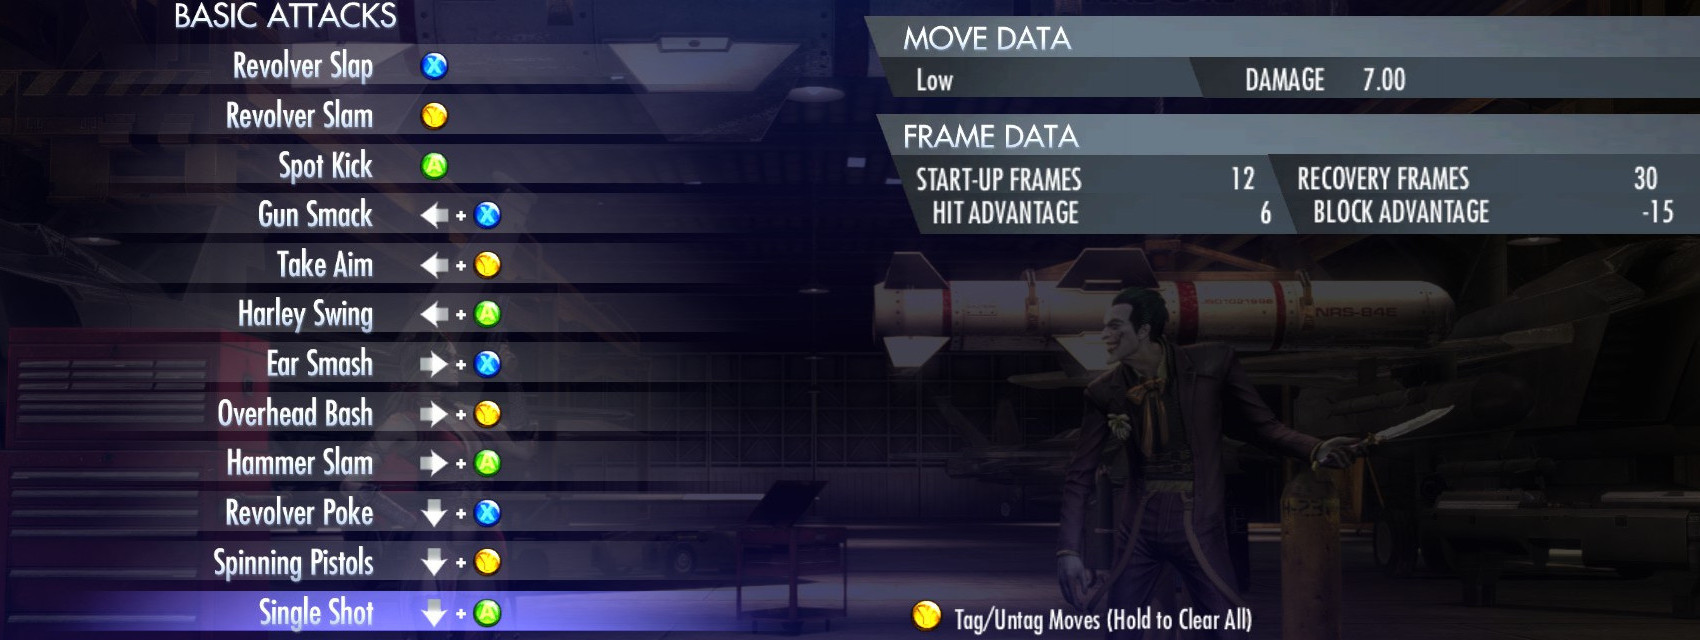 BASIC ATTACKS
Revolver Slap X
Revolver Slam Y
Spot Kick A
Gun Smack + X
Take Aim + Y
Harley Swing + A
Ear Smash + X
Overhead Bash + Y
Hammer Slam + A
Revolver Poke + X
Spinning Pistols + Y
Single Shot + A
MOVE DATA
Low DAMAGE 7.00
FRAME DATA
START-UP FRAMES 12 RECOVERY FRAMES 30
HIT ADVANTAGE 6 BLOCK ADVANTAGE -15
NRS-84E
Y Tag/Untag Moves (Hold to Clear All)